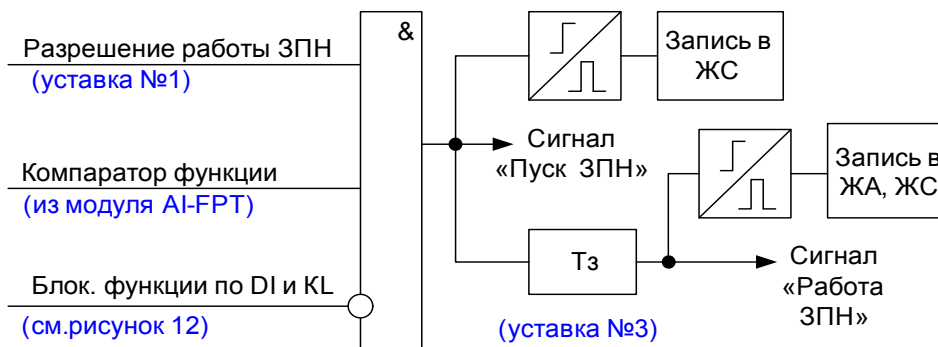 Разрешение работы ЗПН
(уставка №1)
Компаратор функции
(из модуля AI-FPT)
Блок. функции по DI и KL
(см.рисунок 12)
&
Запись в
ЖС
Сигнал
«Пуск ЗПН»
Запись в
ЖА, ЖС
Тз
(уставка №3)
Сигнал
«Работа
ЗПН»